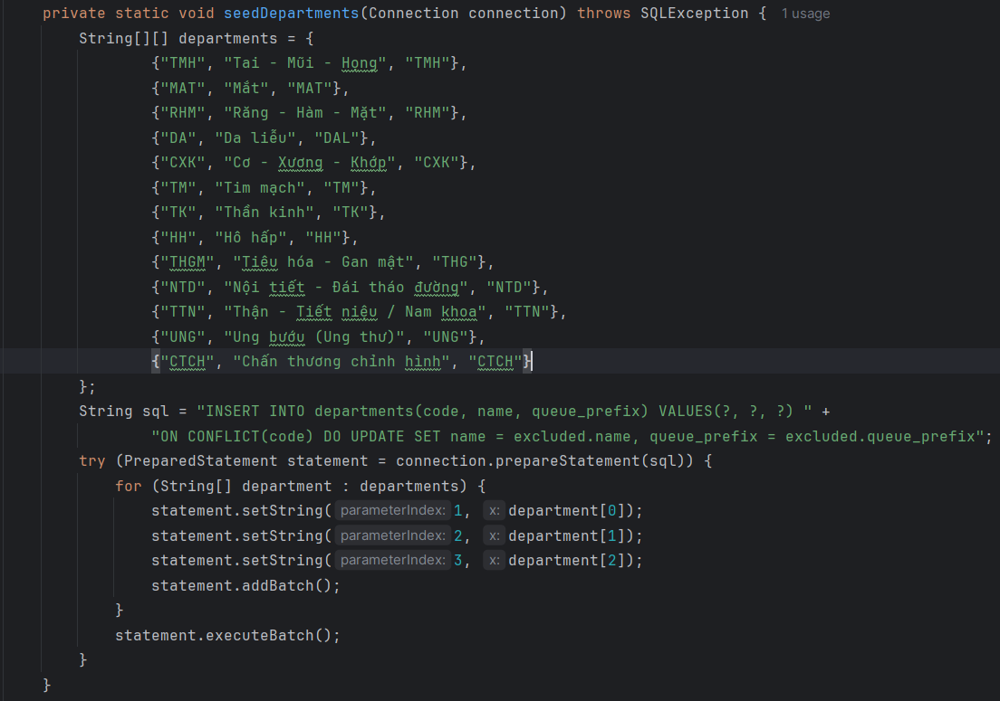 private static void seedDepartments(Connection connection) throws SQLException { 1 usage
String[][] departments = {
{"TMH", "Tai - Mũi - Họng", "TMH"},
{"MAT", "Mắt", "MAT"},
{"RHM", "Răng - Hàm - Mặt", "RHM"},
{"DA", "Da liễu", "DAL"},
{"CXK", "Cơ - Xương - Khớp", "CXK"},
{"TM", "Tim mạch", "TM"},
{"TK", "Thần kinh", "TK"},
{"HH", "Hô hấp", "HH"},
{"THGM", "Tiêu hóa - Gan mật", "THG"},
{"NTD", "Nội tiết - Đái tháo đường", "NTD"},
{"TTN", "Thận - Tiết niệu / Nam khoa", "TTN"},
{"UNG", "Ung bướu (Ung thư)", "UNG"},
{"CTCH", "Chấn thương chỉnh hình", "CTCH"}
};
String sql = "INSERT INTO departments(code, name, queue_prefix) VALUES(?, ?, ?) " +
"ON CONFLICT(code) DO UPDATE SET name = excluded.name, queue_prefix = excluded.queue_prefix";
try (PreparedStatement statement = connection.prepareStatement(sql)) {
for (String[] department : departments) {
statement.setString( parameterIndex: 1, x: department[0]);
statement.setString( parameterIndex: 2, x: department[1]);
statement.setString( parameterIndex: 3, x: department[2]);
statement.addBatch();
}
statement.executeBatch();
}
}